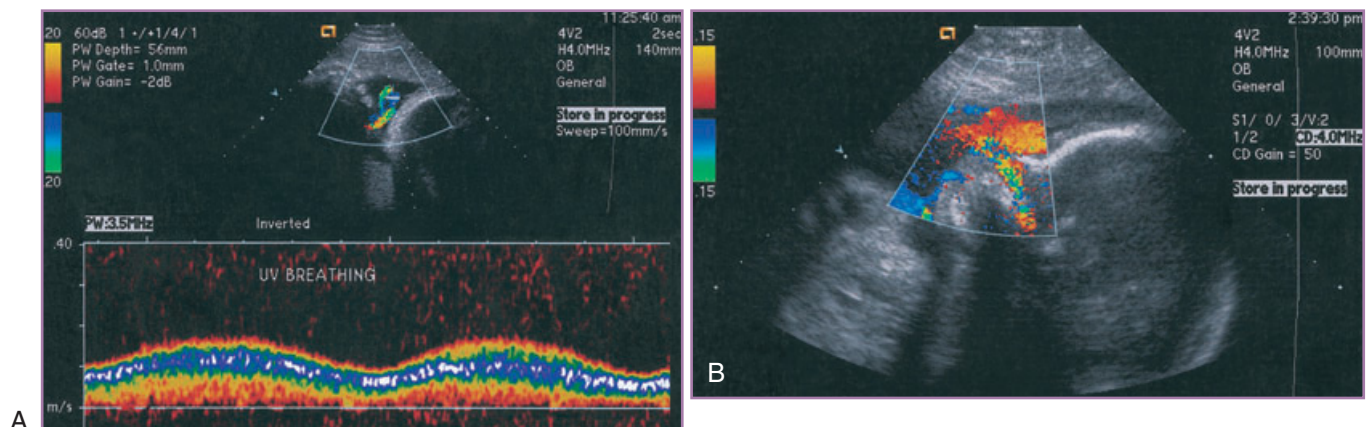 11:25:40 am
20
60dB 1 •/+1/4/1
PW Depth= 56mm
PW Gate= 1.0mm
PW Gain= -2dB
4V2 2sec
H4.0MHz 140mm
OB
General
Store in progress
Sweep=100mm/s
20
PW:3.5MHz
Inverted
.40
UV BREATHING
m/s
A
2:39:30 pm
.15
4V2
H4.0MHz 100mm
OB
General
S1/ 0/ 3/V:2
1/2 CD:4.0MHz
CD Gain = 50
Store in progress
.15
B